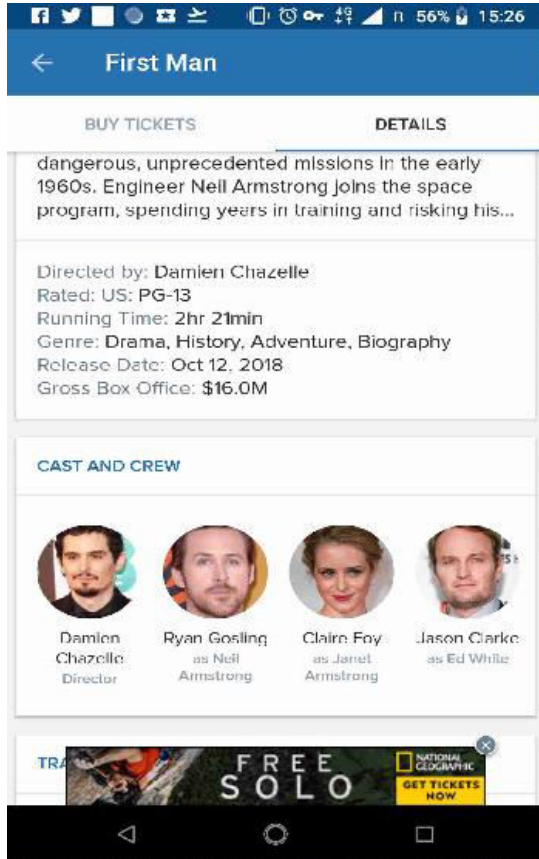 4G 56% 15:26
First Man
BUY TICKETS DETAILS
dangerous, unprecedented missions in the early
1960s. Engineer Neil Armstrong joins the space
program, spending years in training and risking his...
Directed by: Damien Chazelle
Rated: US: PG-13
Running Time: 2hr 21min
Genre: Drama, History, Adventure, Biography
Release Date: Oct 12, 2018
Gross Box Office: $16.0M
CAST AND CREW
Damien Ryan Gosling Claire Foy Jason Clarke
Chazelle as Neil as Janet as Ed White
Director Armstrong Armstrong
TRA
FREE
SOLO
NATIONAL
GEOGRAPHIC
GET TICKETS
NOW